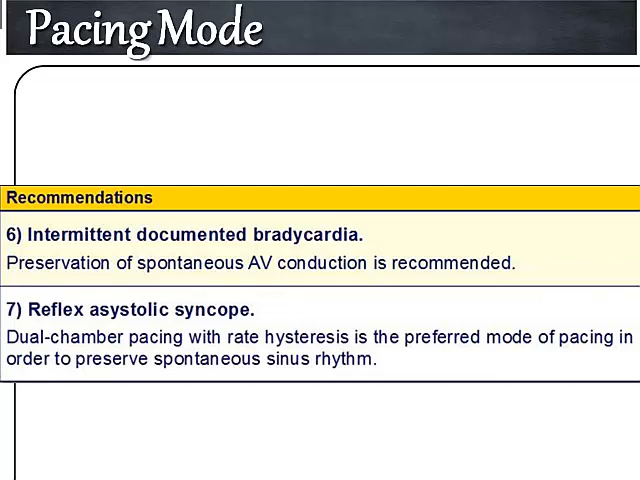 Pacing Mode
Recommendations
6) Intermittent documented bradycardia.
Preservation of spontaneous AV conduction is recommended.
7) Reflex asystolic syncope.
Dual-chamber pacing with rate hysteresis is the preferred mode of pacing in
order to preserve spontaneous sinus rhythm.